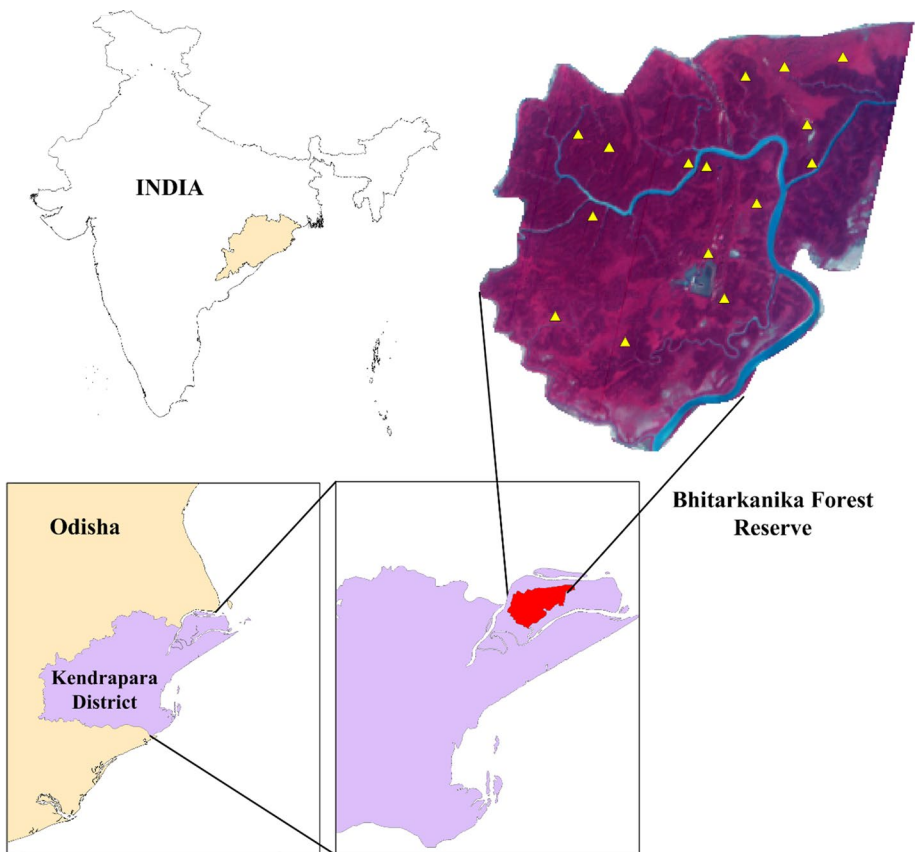 INDIA
Bhitarkanika Forest
Reserve
Odisha
Kendrapara
District